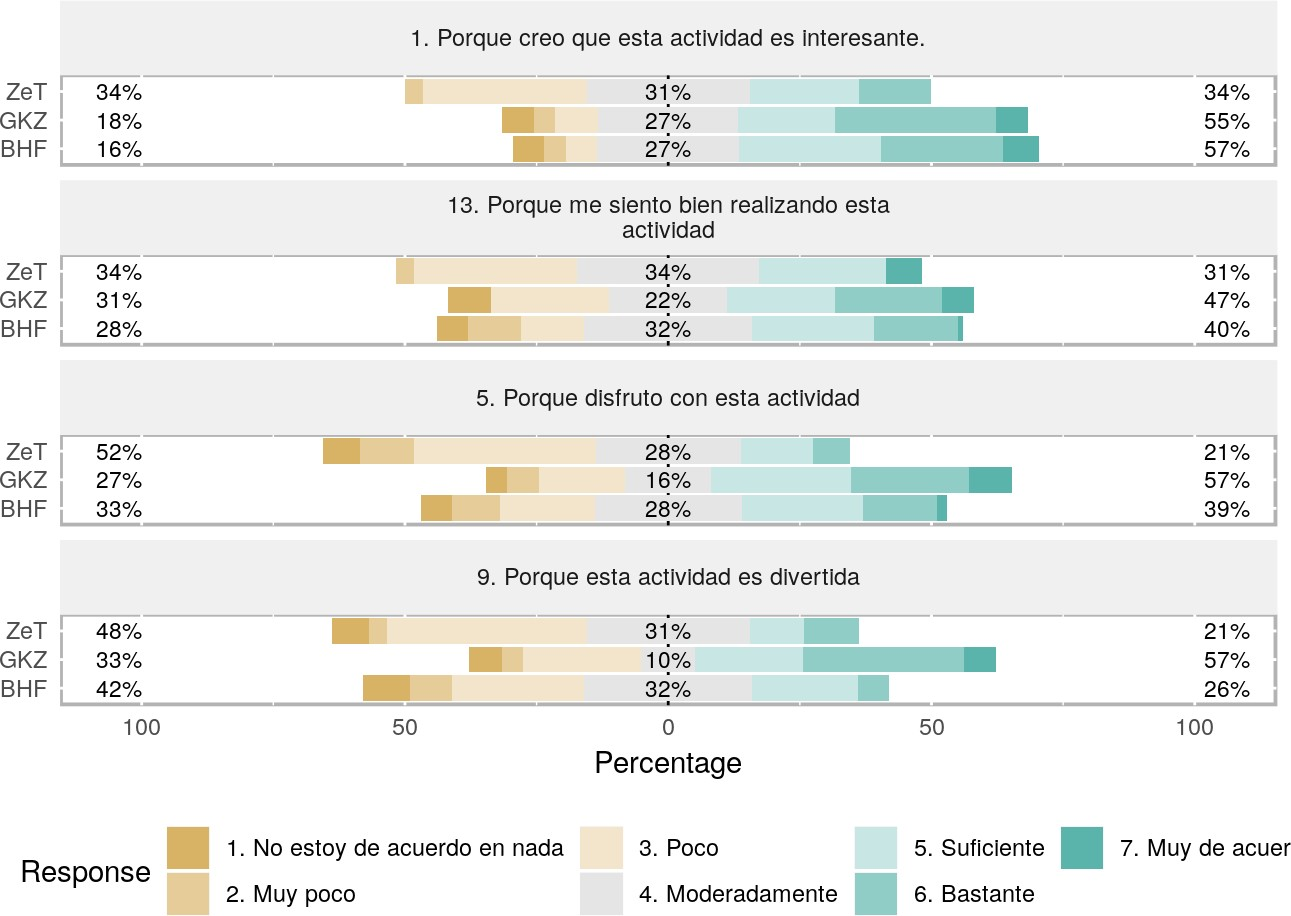 1. Porque creo que esta actividad es interesante.
ZeT 34% 31% 34%
GKZ 18% 27% 55%
BHF 16% 27% 57%
13. Porque me siento bien realizando esta
actividad
ZeT 34% 34% 31%
GKZ 31% 22% 47%
BHF 28% 32% 40%
5. Porque disfruto con esta actividad
ZeT 52% 28% 21%
GKZ 27% 16% 57%
BHF 33% 28% 39%
9. Porque esta actividad es divertida
ZeT 48% 31% 21%
GKZ 33% 10% 57%
BHF 42% 32% 26%
100 50 0 50 100
Percentage
Response
1. No estoy de acuerdo en nada 3. Poco 5. Suficiente 7. Muy de acuer
2. Muy poco 4. Moderadamente 6. Bastante